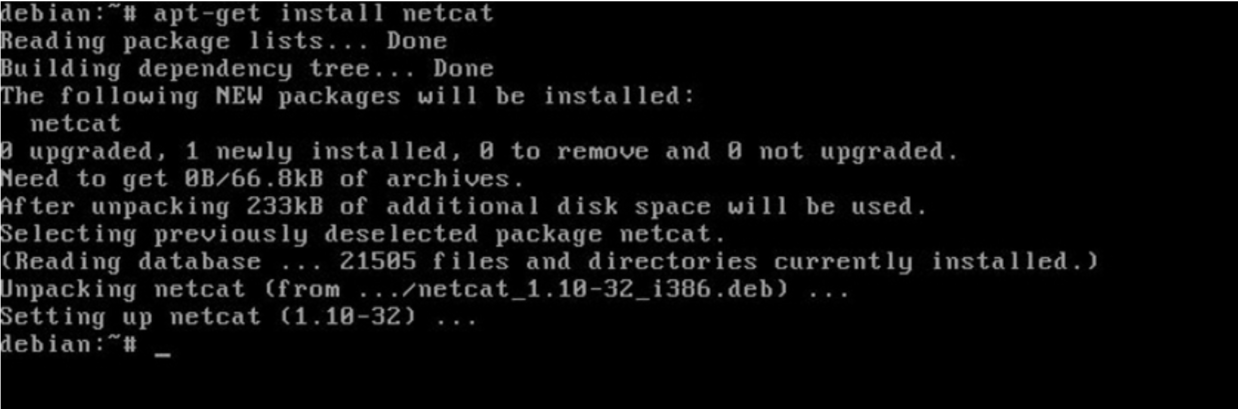 debian:~# apt-get install netcat
Reading package lists... Done
Building dependency tree... Done
The following NEW packages will be installed:
  netcat
0 upgraded, 1 newly installed, 0 to remove and 0 not upgraded.
Need to get 0B/66.8kB of archives.
After unpacking 233kB of additional disk space will be used.
Selecting previously deselected package netcat.
(Reading database ... 21505 files and directories currently installed.)
Unpacking netcat (from .../netcat_1.10-32_i386.deb) ...
Setting up netcat (1.10-32) ...
debian:~# _